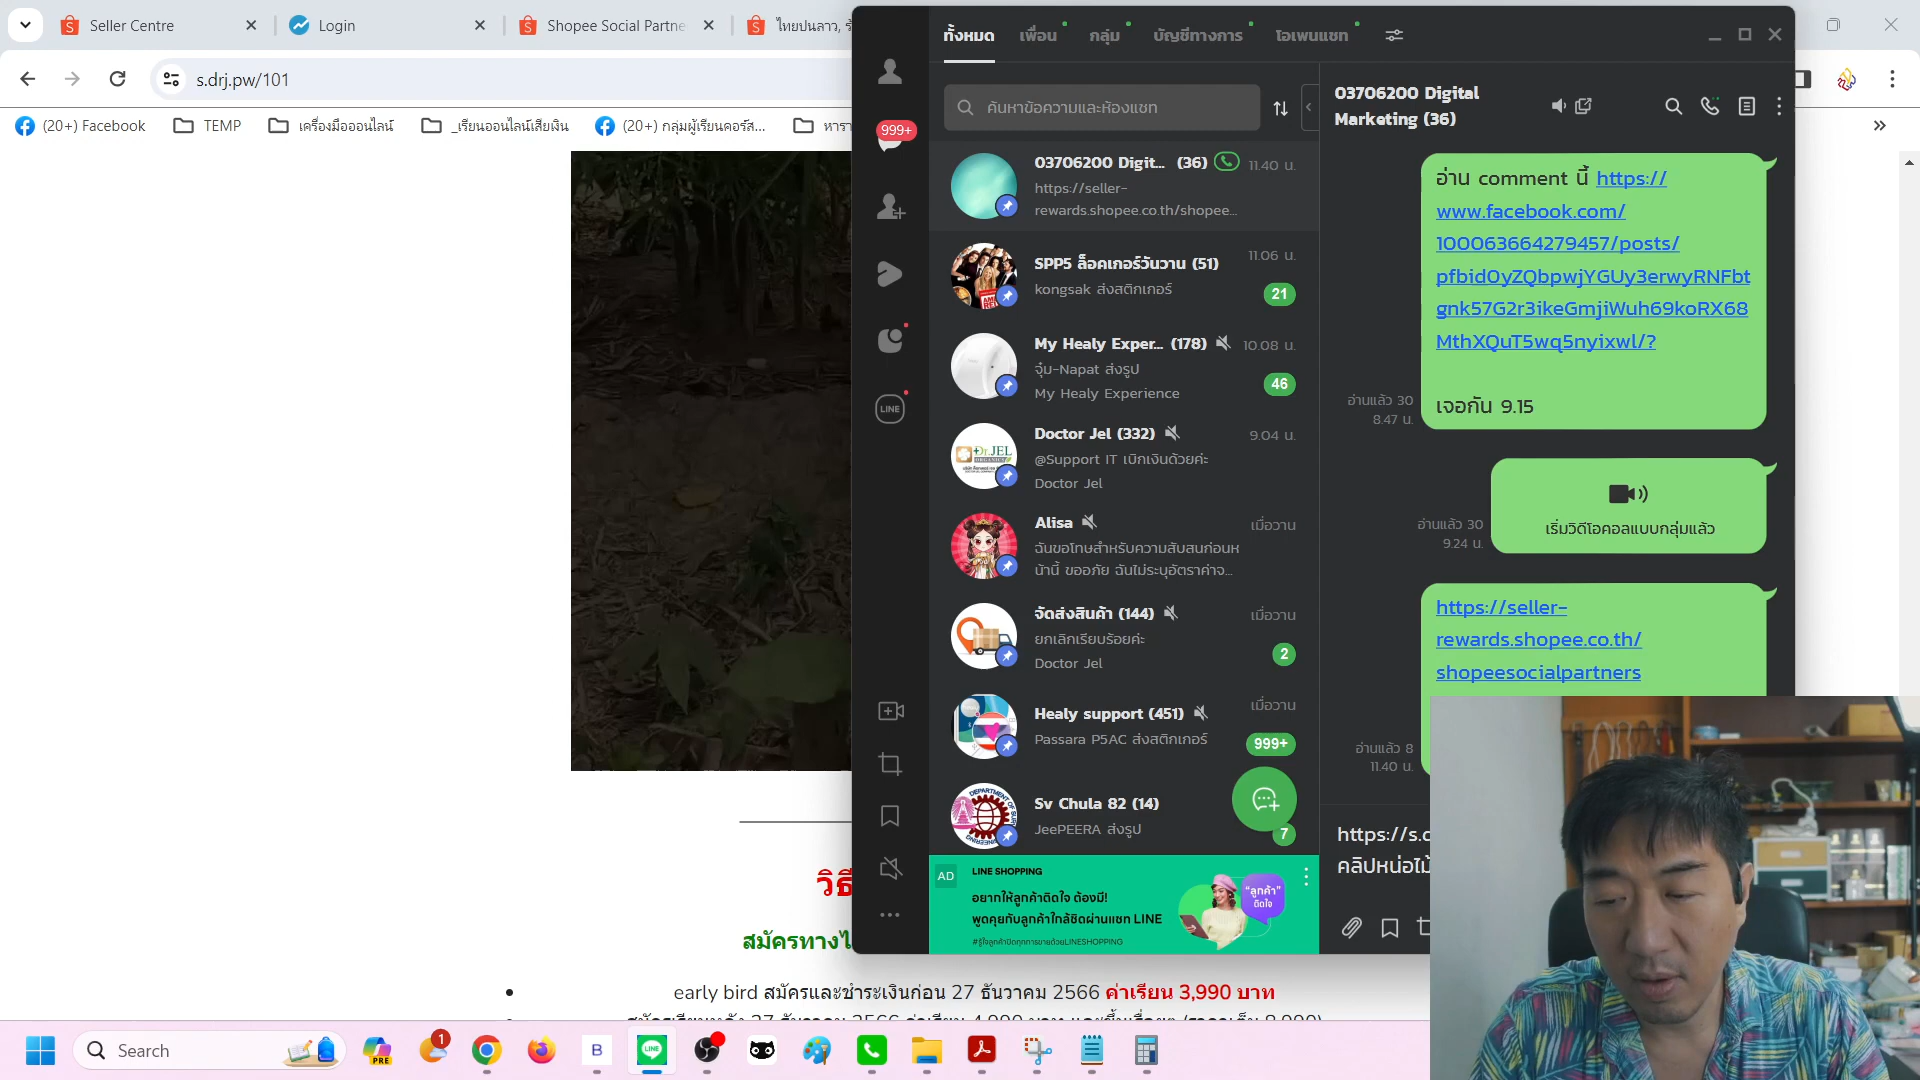 Seller Centre
Login
Shopee Social Partne
ไทยปนลาว,
s.drj.pw/101
(20+) Facebook
TEMP
เครื่องมือออนไลน์
_เรียนออนไลน์เสียเงิน
(20+) กลุ่มผู้เรียนคอร์ส...
หารา
»
วิธี
สมัครทางไ
early bird สมัครและชำระเงินก่อน 27 ธันวาคม 2566 ค่าเรียน 3,990 บาท
ทั้งหมด
เพื่อน
กลุ่ม
บัญชีทางการ
โอเพนแชท
999+
LINE
ค้นหาข้อความและห้องแชท
03706200 Digit... (36)
11.40 น.
https://seller-
rewards.shopee.co.th/shopee...
SPP5 ล็อคเกอร์วันวาน (51)
11.06 น.
kongsak ส่งสติกเกอร์
21
My Healy Exper... (178)
10.08 น.
จุ๋ม-Napat ส่งรูป
My Healy Experience
46
Doctor Jel (332)
9.04 น.
@Support IT เบิกเงินด้วยค่ะ
Doctor Jel
Alisa
เมื่อวาน
ฉันขอโทษสำหรับความสับสนก่อนห
น้านี้ ขออภัย ฉันไม่ระบุอัตราค่าจ...
จัดส่งสินค้า (144)
เมื่อวาน
ยกเลิกเรียบร้อยค่ะ
Doctor Jel
2
Healy support (451)
เมื่อวาน
Passara P5AC ส่งสติกเกอร์
999+
Sv Chula 82 (14)
JeePEERA ส่งรูป
7
AD
LINE SHOPPING
อยากให้ลูกค้าติดใจ ต้องมี!
พูดคุยกับลูกค้าใกล้ชิดผ่านแชท LINE
#รู้ใจลูกค้าปิดทุกการขายด้วยLINESHOPPING
"ลูกค้า"
ติดใจ
03706200 Digital
Marketing (36)
อ่าน comment นี้ https://
www.facebook.com/
100063664279457/posts/
pfbid0yZQbpwjYGUy3erwyRNFbt
gnk57G2r3ikeGmjiWuh69koRX68
MthXQuT5wq5nyixwl/?
เจอกัน 9.15
อ่านแล้ว 30
8.47 น.
เริ่มวิดีโอคอลแบบกลุ่มแล้ว
อ่านแล้ว 30
9.24 น.
https://seller-
rewards.shopee.co.th/
shopeesocialpartners
อ่านแล้ว 8
11.40 น.
https://s.d
คลิปหน่อไม้
Search
PRE
1
B
LINE